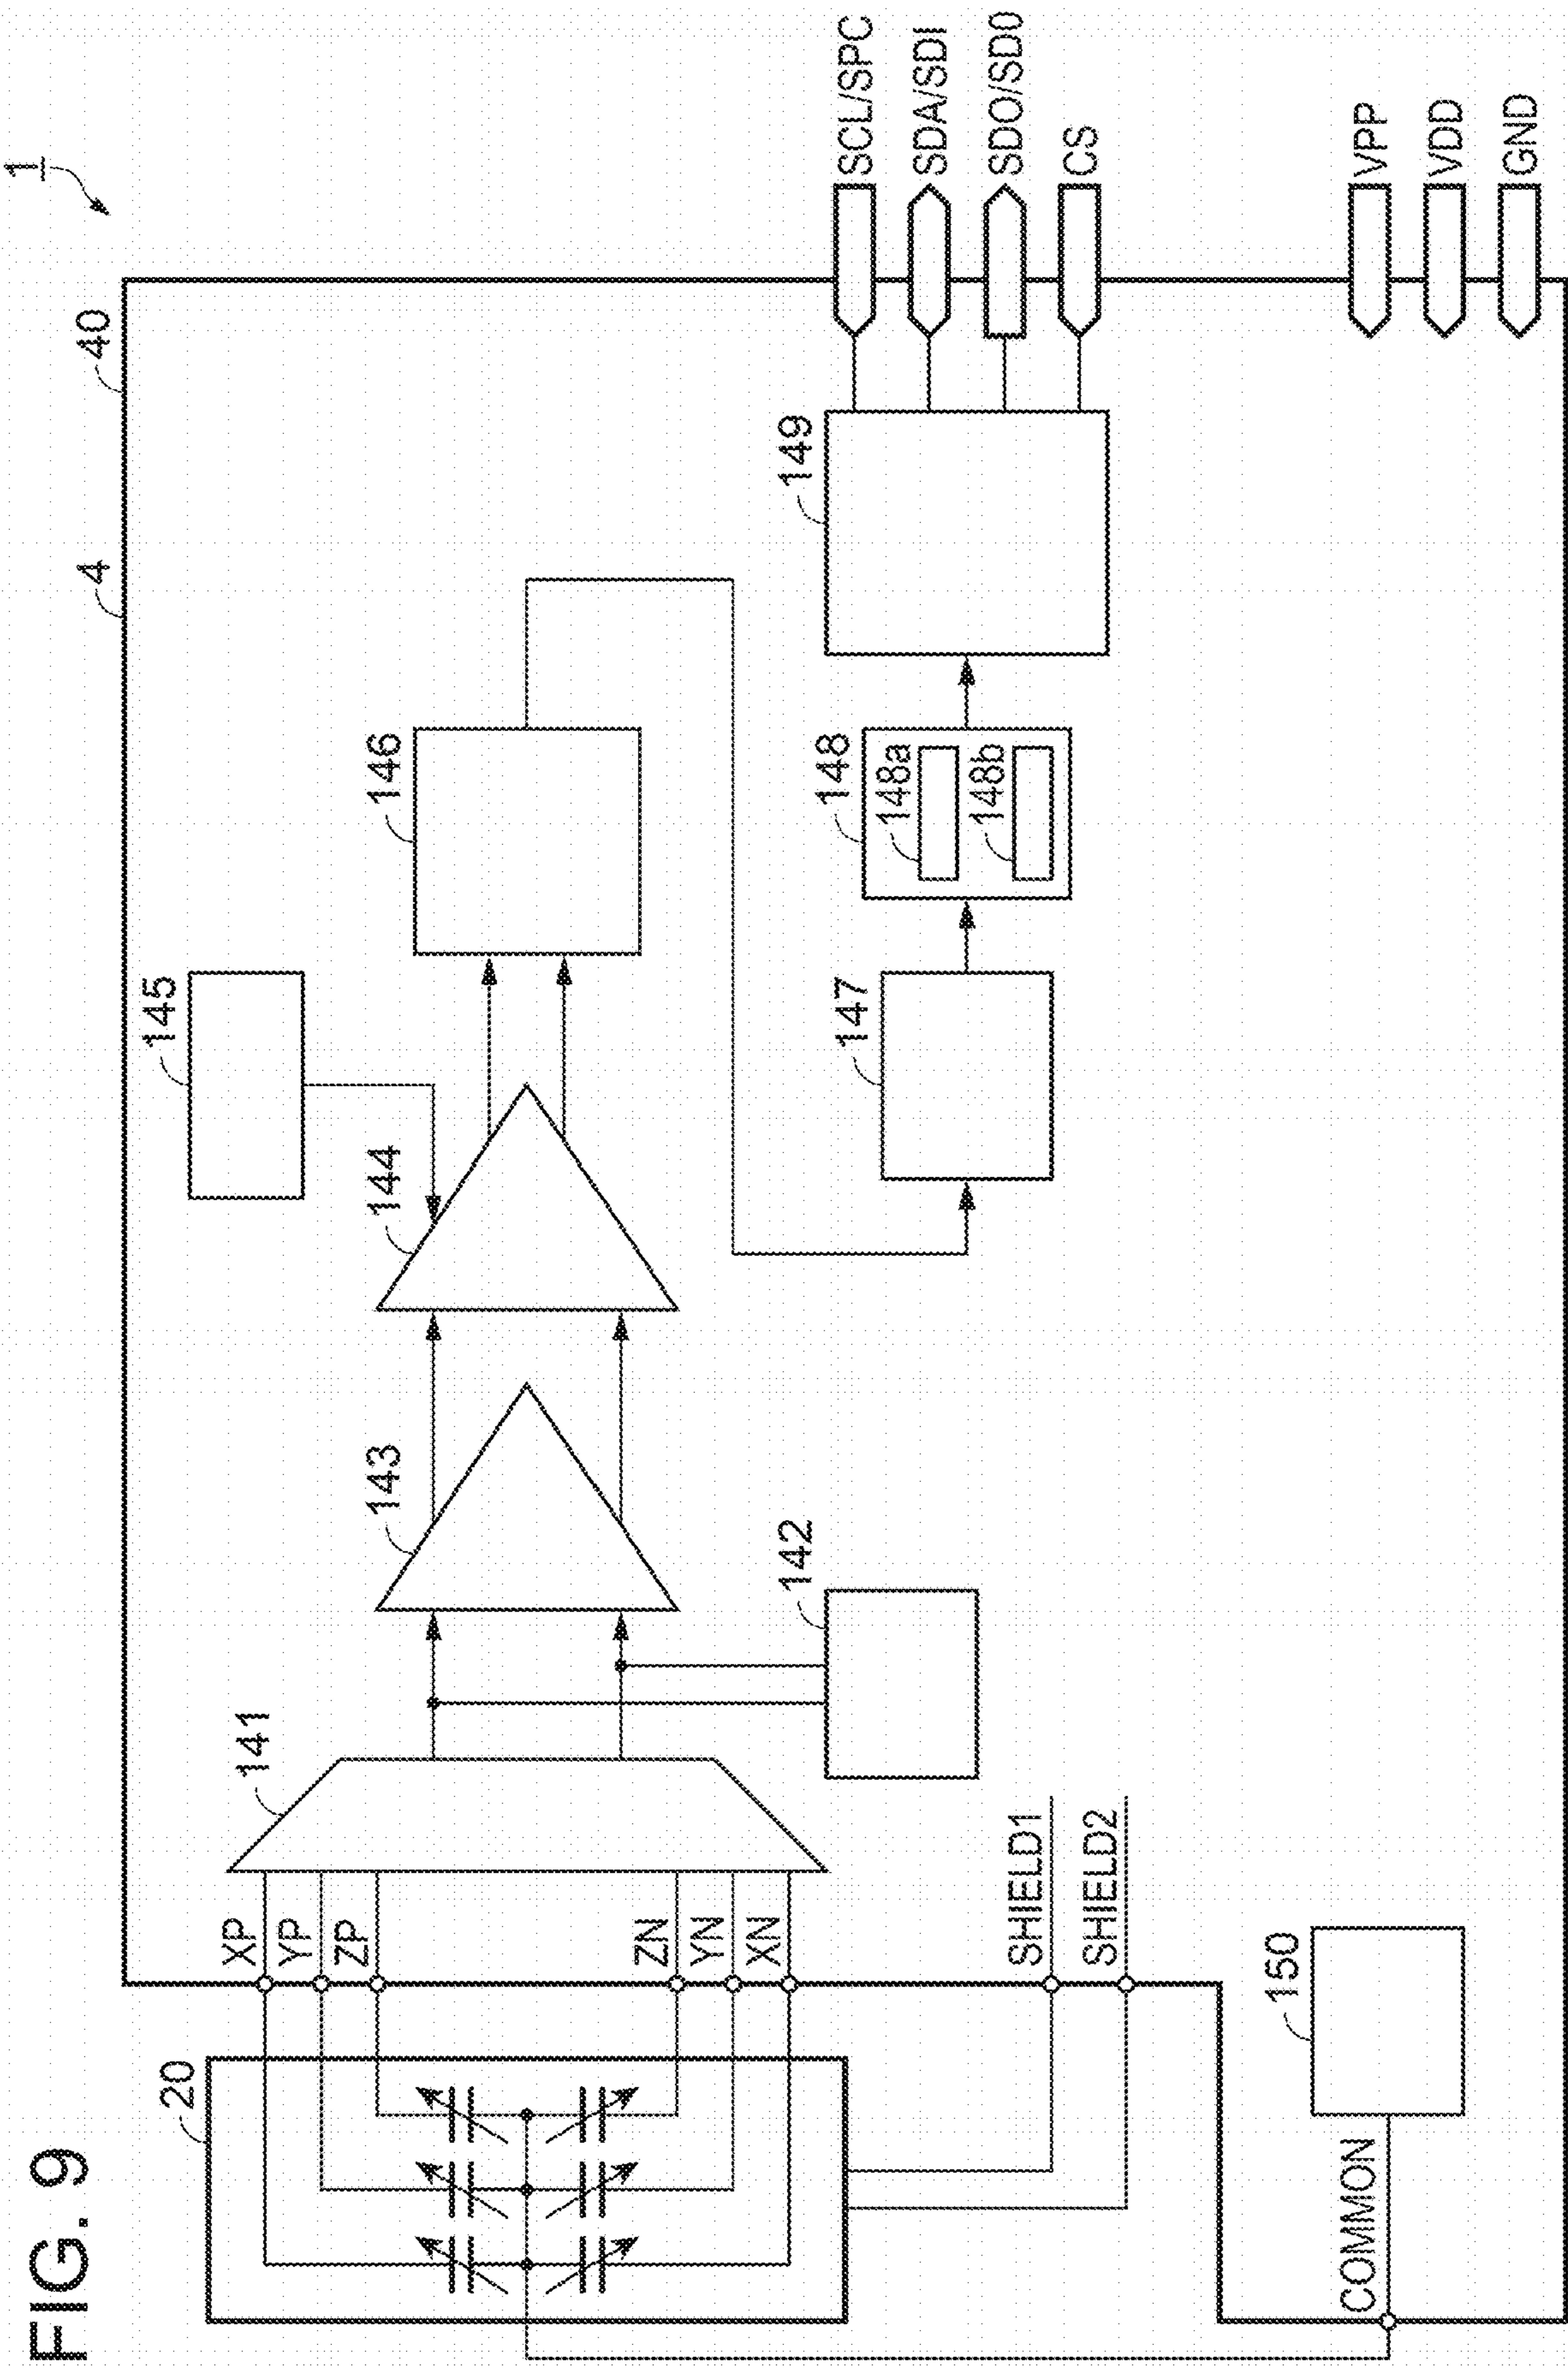 FIG. 9
1
40
4
20
XP
YP
ZP
ZN
YN
XN
141
142
143
144
145
146
147
148
148a
148b
149
SHIELD1
SHIELD2
COMMON
150
SCL/SPC
SDA/SDI
SDO/SD0
CS
VPP
VDD
GND